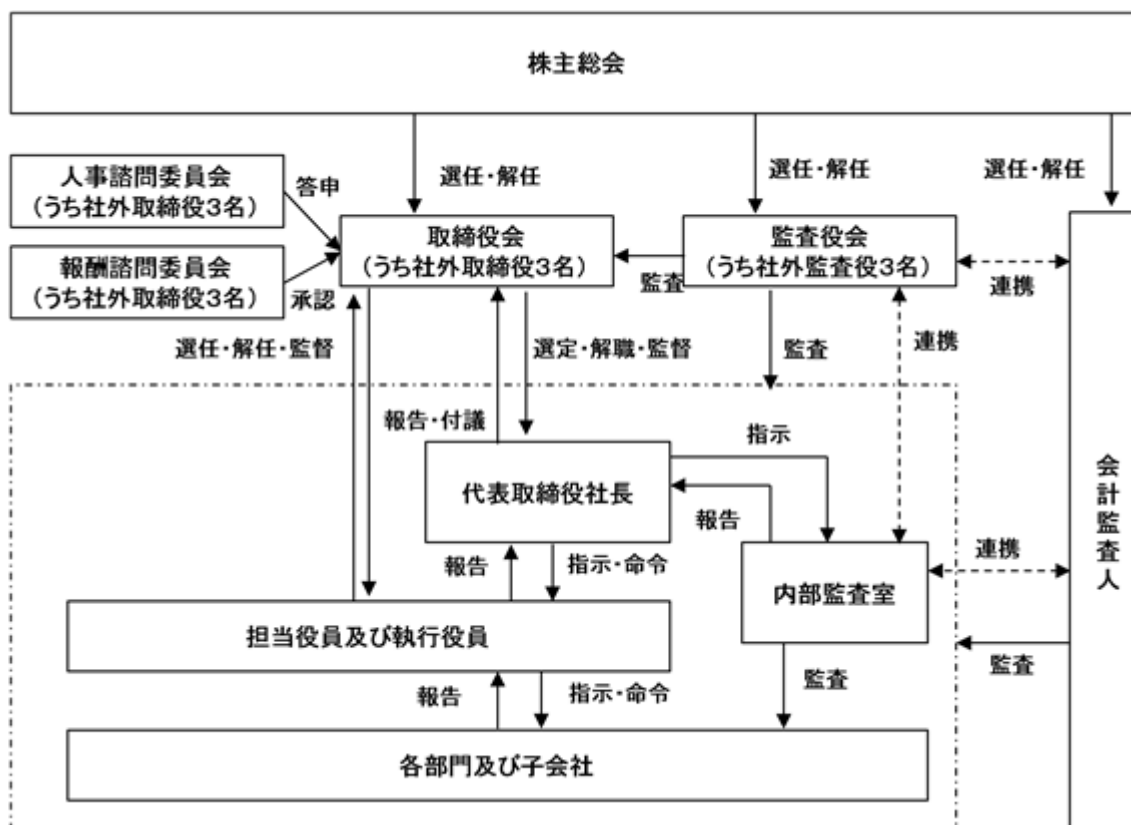 株主総会
選任・解任
選任・解任
選任・解任
人事諮問委員会
(うち社外取締役3名)
答申
報酬諮問委員会
(うち社外取締役3名)
承認
取締役会
(うち社外取締役3名)
監査
監査役会
(うち社外監査役3名)
連携
選任・解任・監督
選定・解職・監督
監査
連携
報告・付議
指示
代表取締役社長
報告
会計監査人
報告
指示・命令
連携
内部監査室
担当役員及び執行役員
監査
報告
指示・命令
監査
各部門及び子会社